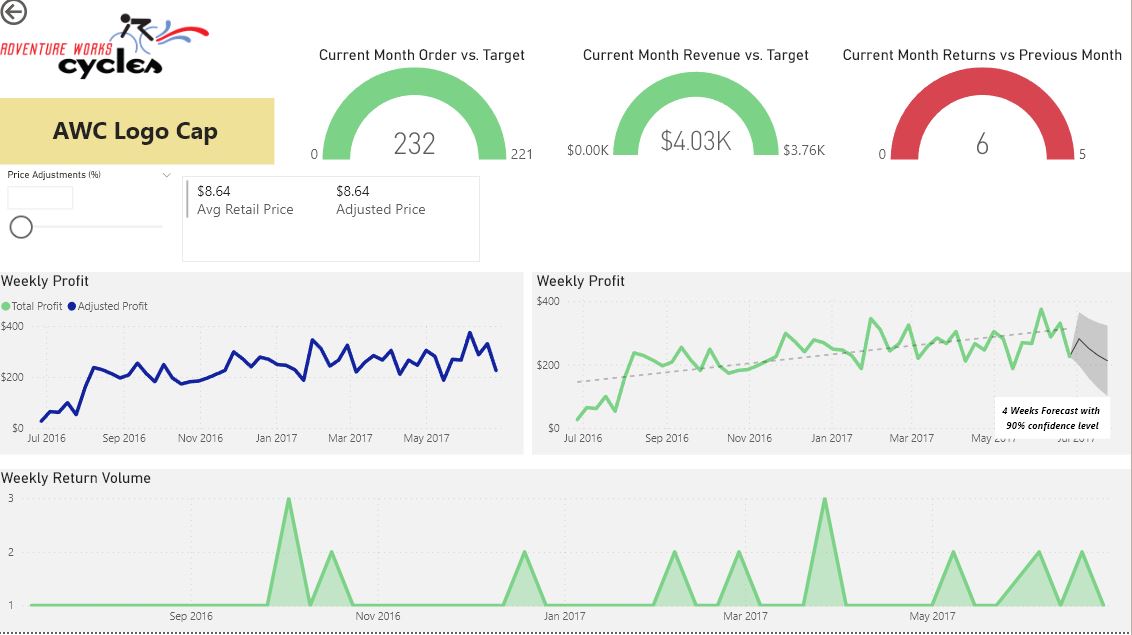 ADVENTURE WORKS
cycles
Current Month Order vs. Target
Current Month Revenue vs. Target
Current Month Returns vs Previous Month
AWC Logo Cap
232
0
221
$4.03K
$0.00K
$3.76K
6
0
5
Price Adjustments (%)
$8.64
Avg Retail Price
$8.64
Adjusted Price
Weekly Profit
Total Profit
Adjusted Profit
$400
$200
$0
Jul 2016
Sep 2016
Nov 2016
Jan 2017
Mar 2017
May 2017
Weekly Profit
$400
$200
$0
Jul 2016
Sep 2016
Nov 2016
Jan 2017
Mar 2017
May 2017
Jul 2017
4 Weeks Forecast with
90% confidence level
Weekly Return Volume
3
2
1
Sep 2016
Nov 2016
Jan 2017
Mar 2017
May 2017